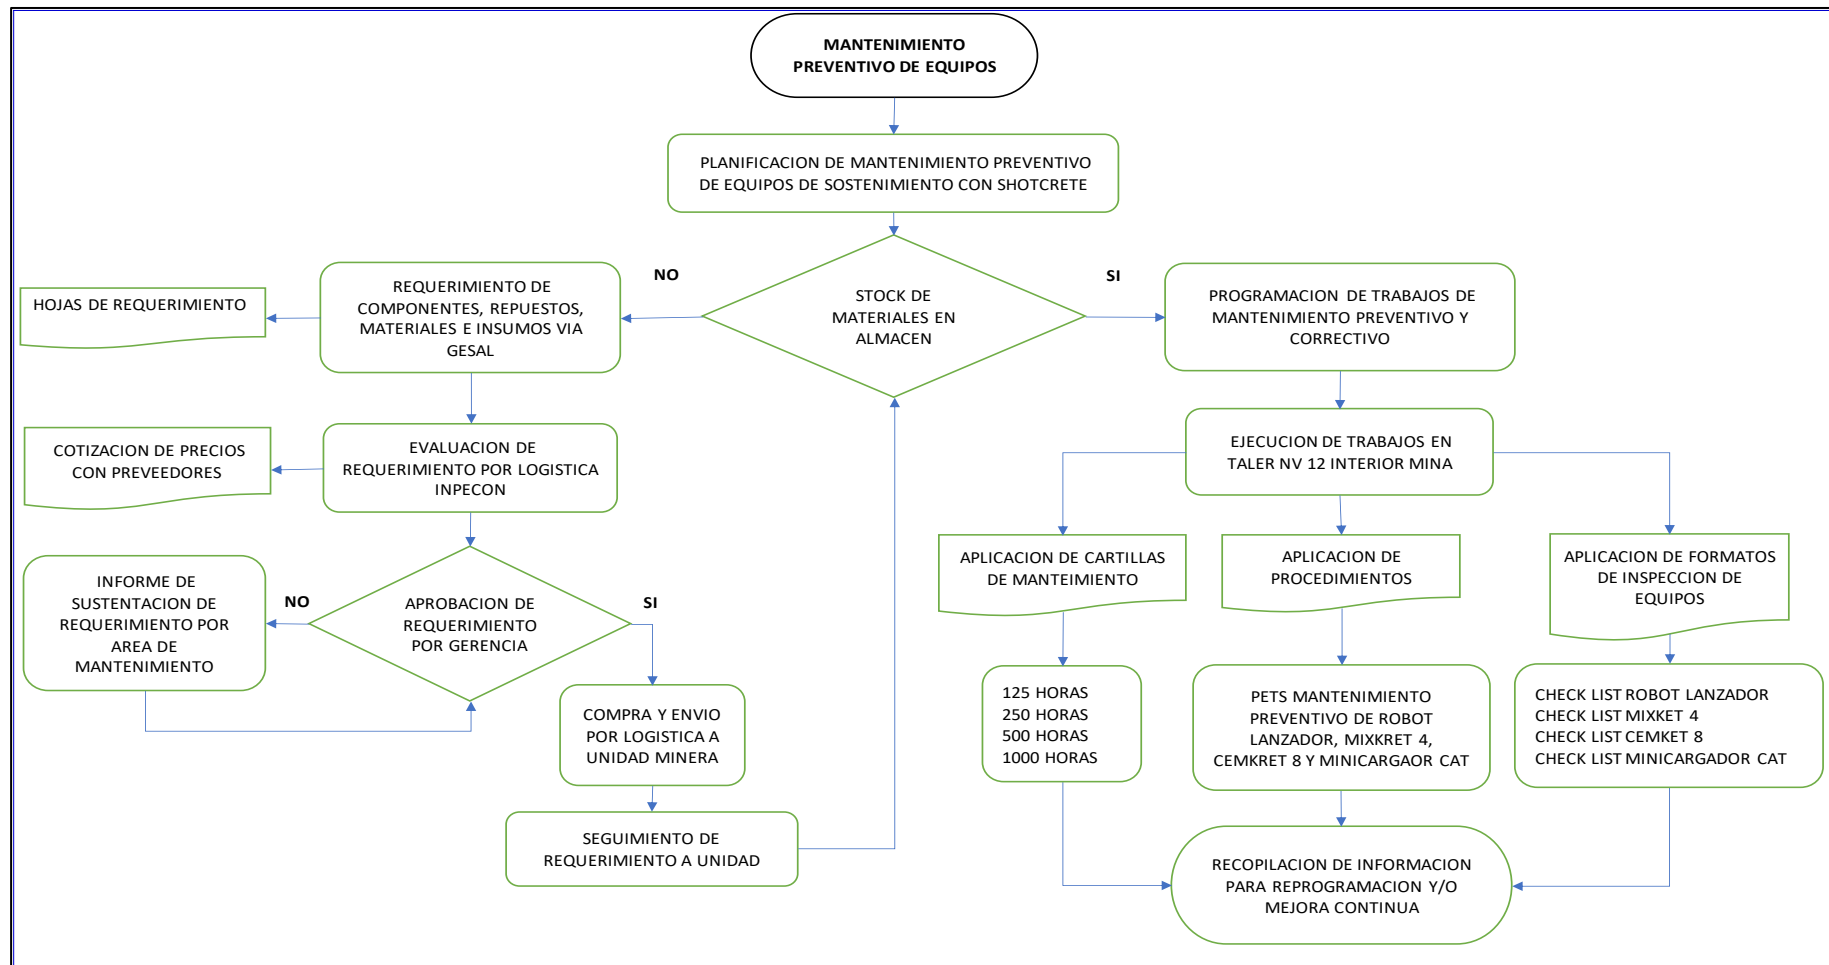 MANTENIMIENTO
PREVENTIVO DE EQUIPOS
PLANIFICACION DE MANTENIMIENTO PREVENTIVO
DE EQUIPOS DE SOSTENIMIENTO CON SHOTCRETE
STOCK DE
MATERIALES EN
ALMACEN
NO
SI
REQUERIMIENTO DE
COMPONENTES, REPUESTOS,
MATERIALES E INSUMOS VIA
GESAL
HOJAS DE REQUERIMIENTO
EVALUACION DE
REQUERIMIENTO POR LOGISTICA
INPECON
COTIZACION DE PRECIOS
CON PREVEEDORES
APROBACION DE
REQUERIMIENTO
POR GERENCIA
NO
SI
INFORME DE
SUSTENTACION DE
REQUERIMIENTO POR
AREA DE
MANTENIMIENTO
COMPRA Y ENVIO
POR LOGISTICA A
UNIDAD MINERA
SEGUIMIENTO DE
REQUERIMIENTO A UNIDAD
PROGRAMACION DE TRABAJOS DE
MANTENIMIENTO PREVENTIVO Y
CORRECTIVO
EJECUCION DE TRABAJOS EN
TALER NV 12 INTERIOR MINA
APLICACION DE CARTILLAS
DE MANTEIMIENTO
APLICACION DE
PROCEDIMIENTOS
APLICACION DE FORMATOS
DE INSPECCION DE
EQUIPOS
125 HORAS
250 HORAS
500 HORAS
1000 HORAS
PETS MANTENIMIENTO
PREVENTIVO DE ROBOT
LANZADOR, MIXKRET 4,
CEMKRET 8 Y MINICARGAOR CAT
CHECK LIST ROBOT LANZADOR
CHECK LIST MIXKET 4
CHECK LIST CEMKET 8
CHECK LIST MINICARGADOR CAT
RECOPILACION DE INFORMACION
PARA REPROGRAMACION Y/O
MEJORA CONTINUA